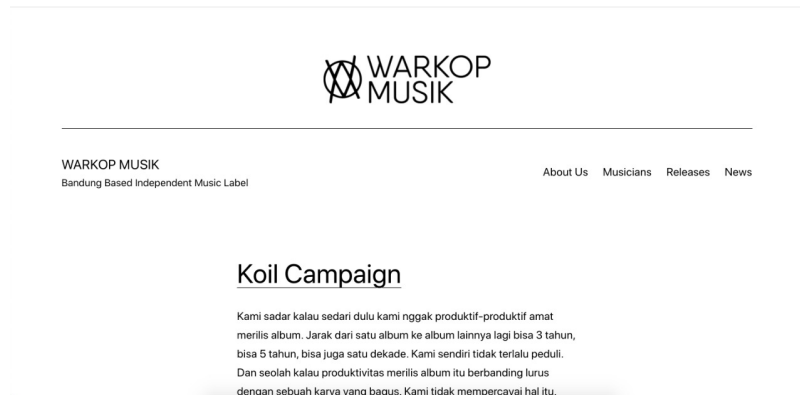 WARKOP
MUSIK
WARKOP MUSIK
Bandung Based Independent Music Label
About Us Musicians Releases News
Koil Campaign
Kami sadar kalau sedari dulu kami nggak produktif-produktif amat
merilis album. Jarak dari satu album ke album lainnya lagi bisa 3 tahun,
bisa 5 tahun, bisa juga satu dekade. Kami sendiri tidak terlalu peduli.
Dan seolah kalau produktivitas merilis album itu berbanding lurus
dengan sebuah karya yang bagus. Kami tidak mempercayai hal itu.